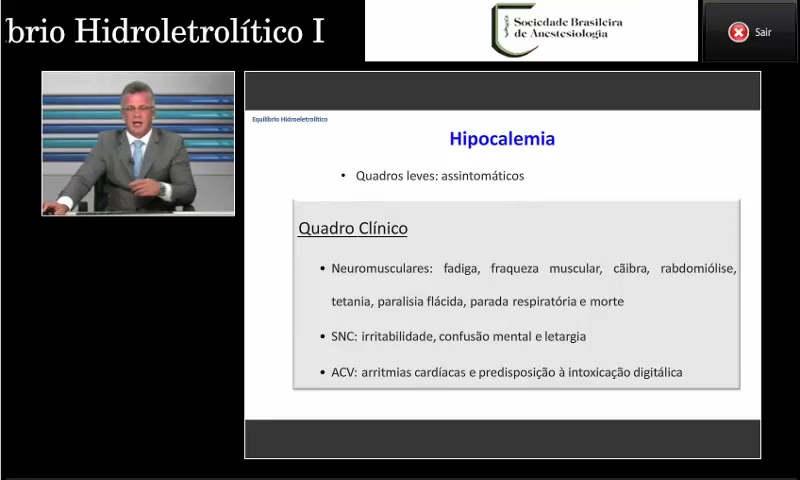 brio Hidroletrolítico I
Sociedade Brasileira
de Anestesiologia
Sair
Equilíbrio Hidroeletrolítico
Hipocalemia
• Quadros leves: assintomáticos
Quadro Clínico
• Neuromusculares: fadiga, fraqueza muscular, cãibra, rabdomiólise,
tetania, paralisia flácida, parada respiratória e morte
• SNC: irritabilidade, confusão mental e letargia
• ACV: arritmias cardíacas e predisposição à intoxicação digitálica